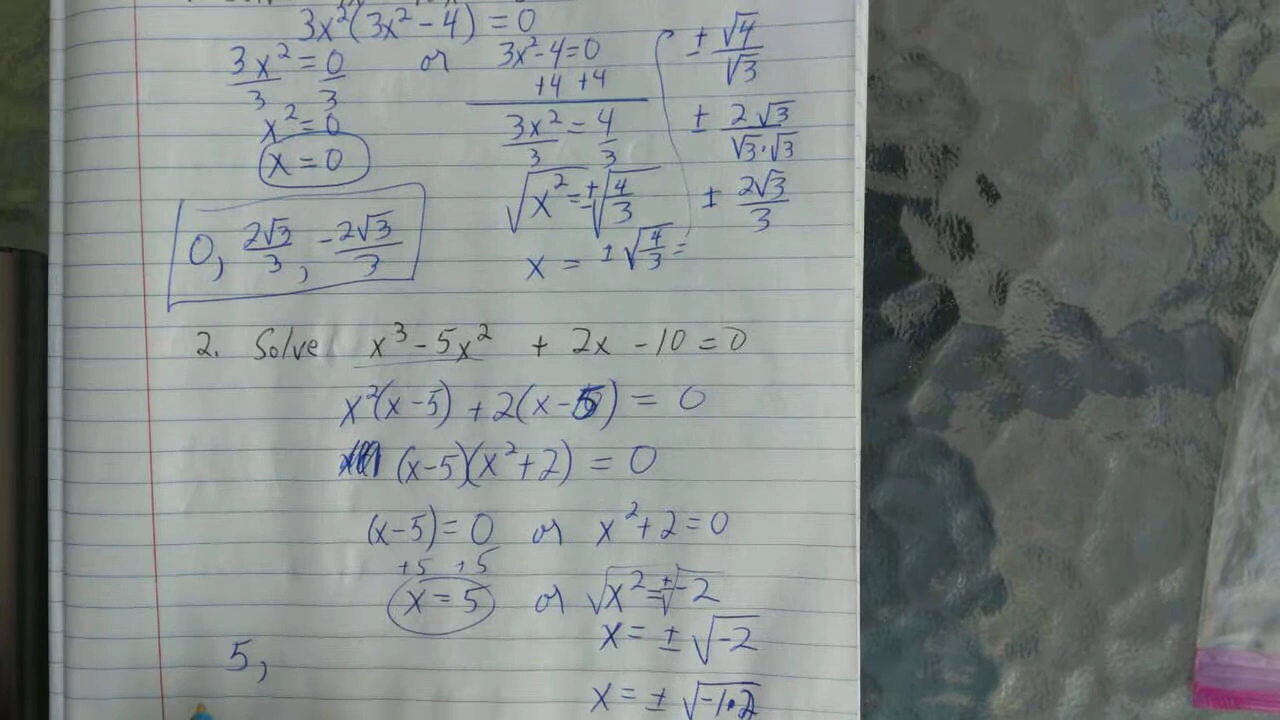 3x²(3x² - 4) = 0
3x² = 0 or 3x² - 4 = 0
3 3 +4 +4
x² = 0 3x² = 4
3 3
x = 0 √x² = ±√4/3
x = ±√4/3 =
± √4/√3
± 2√3/√3·√3
± 2√3/3
0, 2√3/3, -2√3/3
2. Solve x³ - 5x² + 2x - 10 = 0
x²(x - 5) + 2(x - 5) = 0
(x - 5)(x² + 2) = 0
(x - 5) = 0 or x² + 2 = 0
+5 +5
x = 5 or √x² = ±√-2
x = ± √-2
5,
x = ± √-1·2